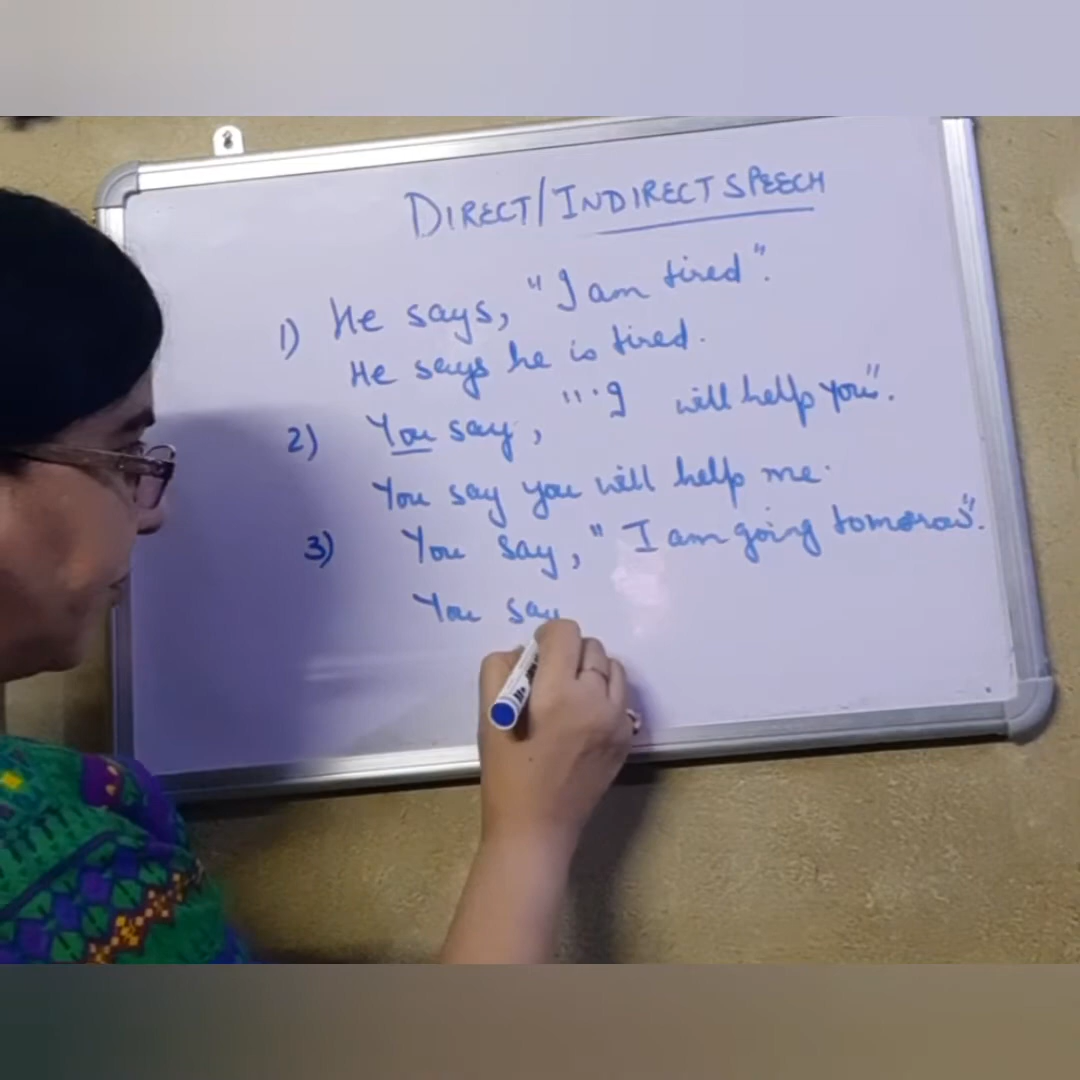 DIRECT/INDIRECT SPEECH
1) He says, "I am tired".
He says he is tired.
2) You say, "I will help you".
You say you will help me.
3) You say, "I am going tomorrow".
You say